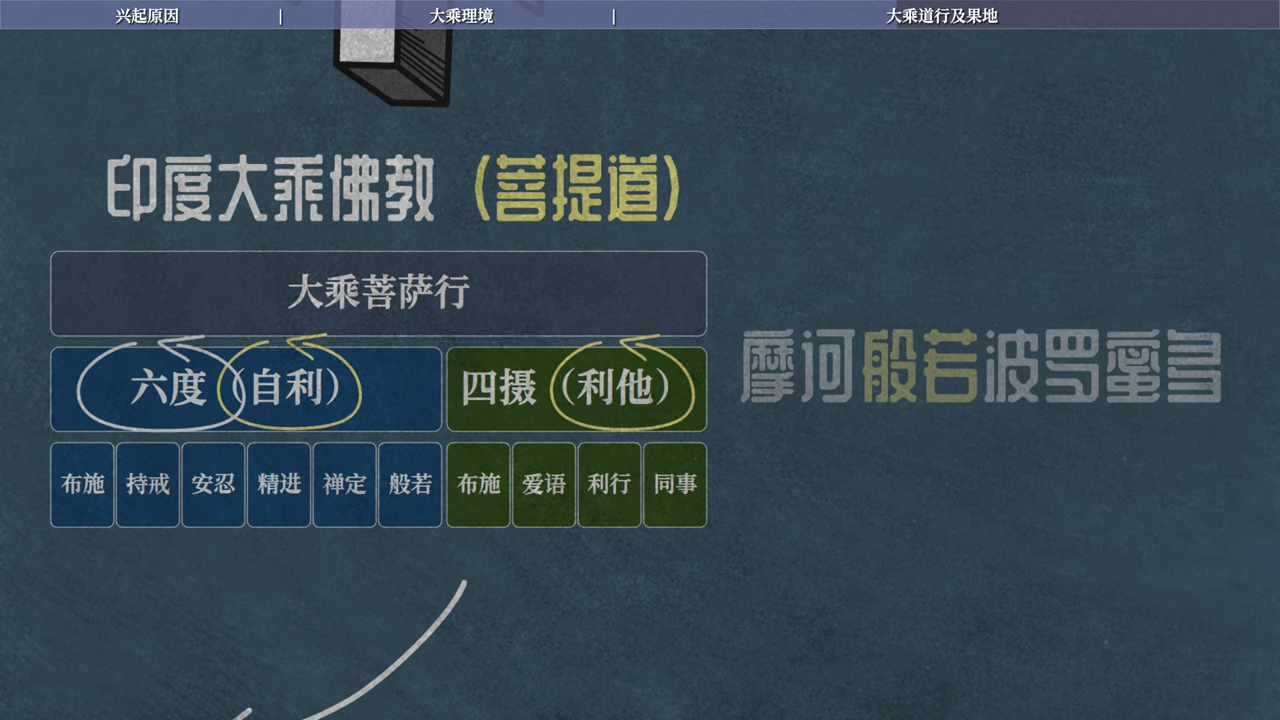 兴起原因 | 大乘理境 | 大乘道行及果地
印度大乘佛教（菩提道）
大乘菩萨行
六度（自利） 四摄（利他）
摩诃般若波罗蜜多
布施 持戒 安忍 精进 禅定 般若 布施 爱语 利行 同事